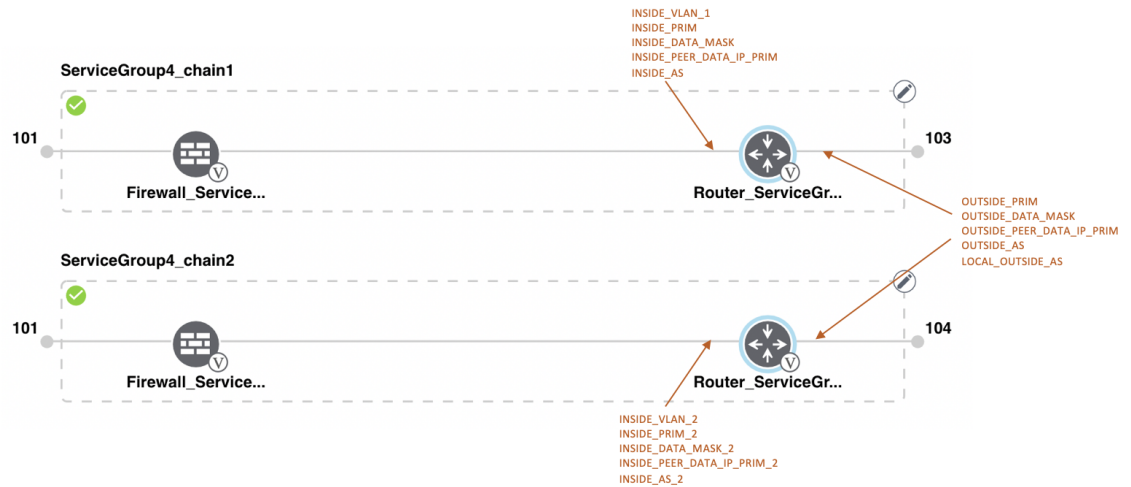 INSIDE_VLAN_1
INSIDE_PRIM
INSIDE_DATA_MASK
INSIDE_PEER_DATA_IP_PRIM
INSIDE_AS
ServiceGroup4_chain1
101
103
V
V
Firewall_Service...
Router_ServiceGr...
OUTSIDE_PRIM
OUTSIDE_DATA_MASK
OUTSIDE_PEER_DATA_IP_PRIM
OUTSIDE_AS
LOCAL_OUTSIDE_AS
ServiceGroup4_chain2
101
104
V
V
Firewall_Service...
Router_ServiceGr...
INSIDE_VLAN_2
INSIDE_PRIM_2
INSIDE_DATA_MASK_2
INSIDE_PEER_DATA_IP_PRIM_2
INSIDE_AS_2